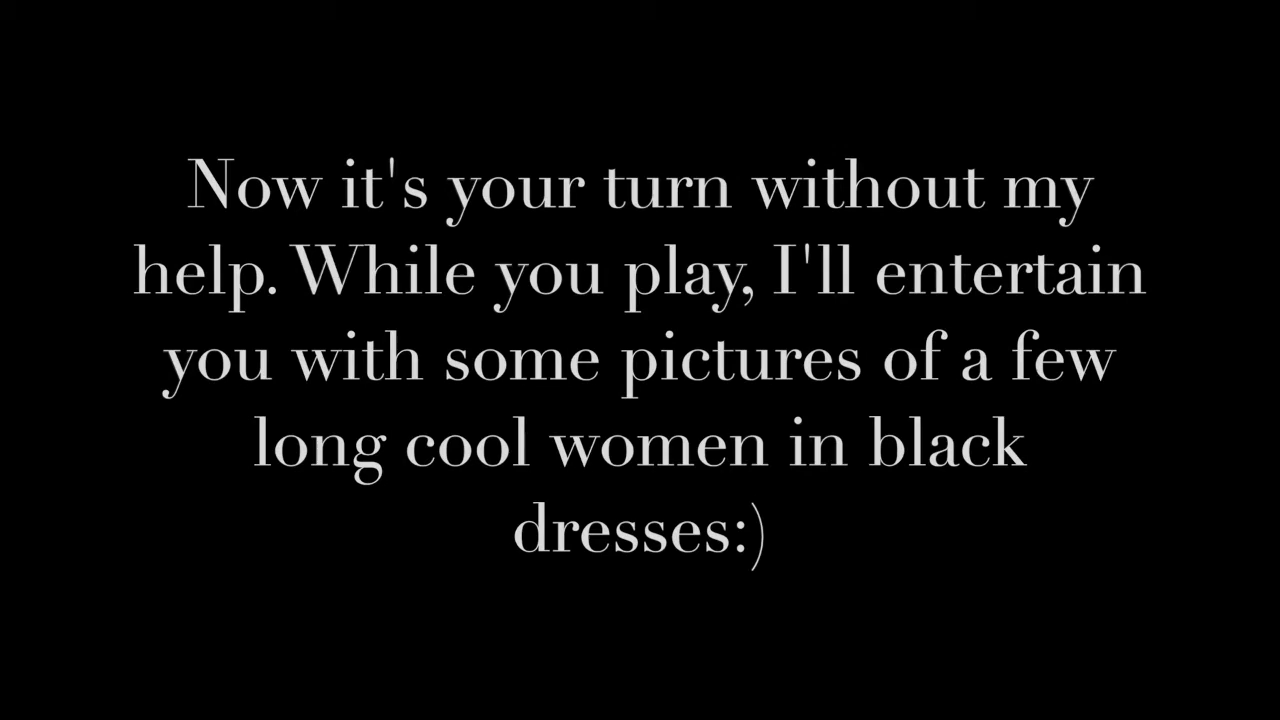 Now it's your turn without my
help. While you play, I'll entertain
you with some pictures of a few
long cool women in black
dresses:)